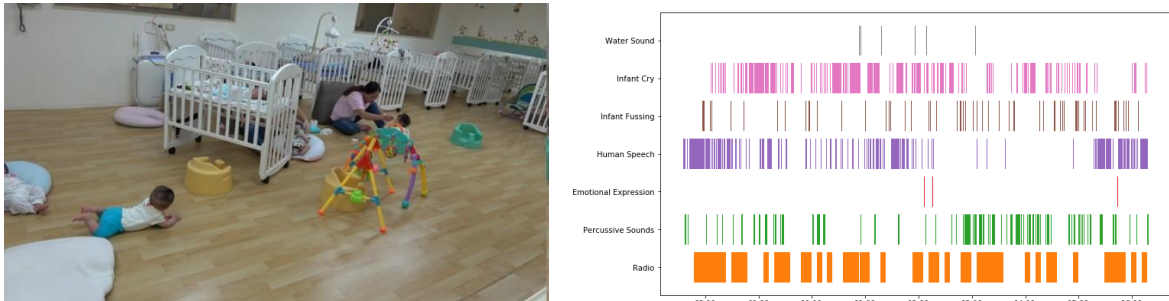 Water Sound
Infant Cry
Infant Fussing
Human Speech
Emotional Expression
Percussive Sounds
Radio